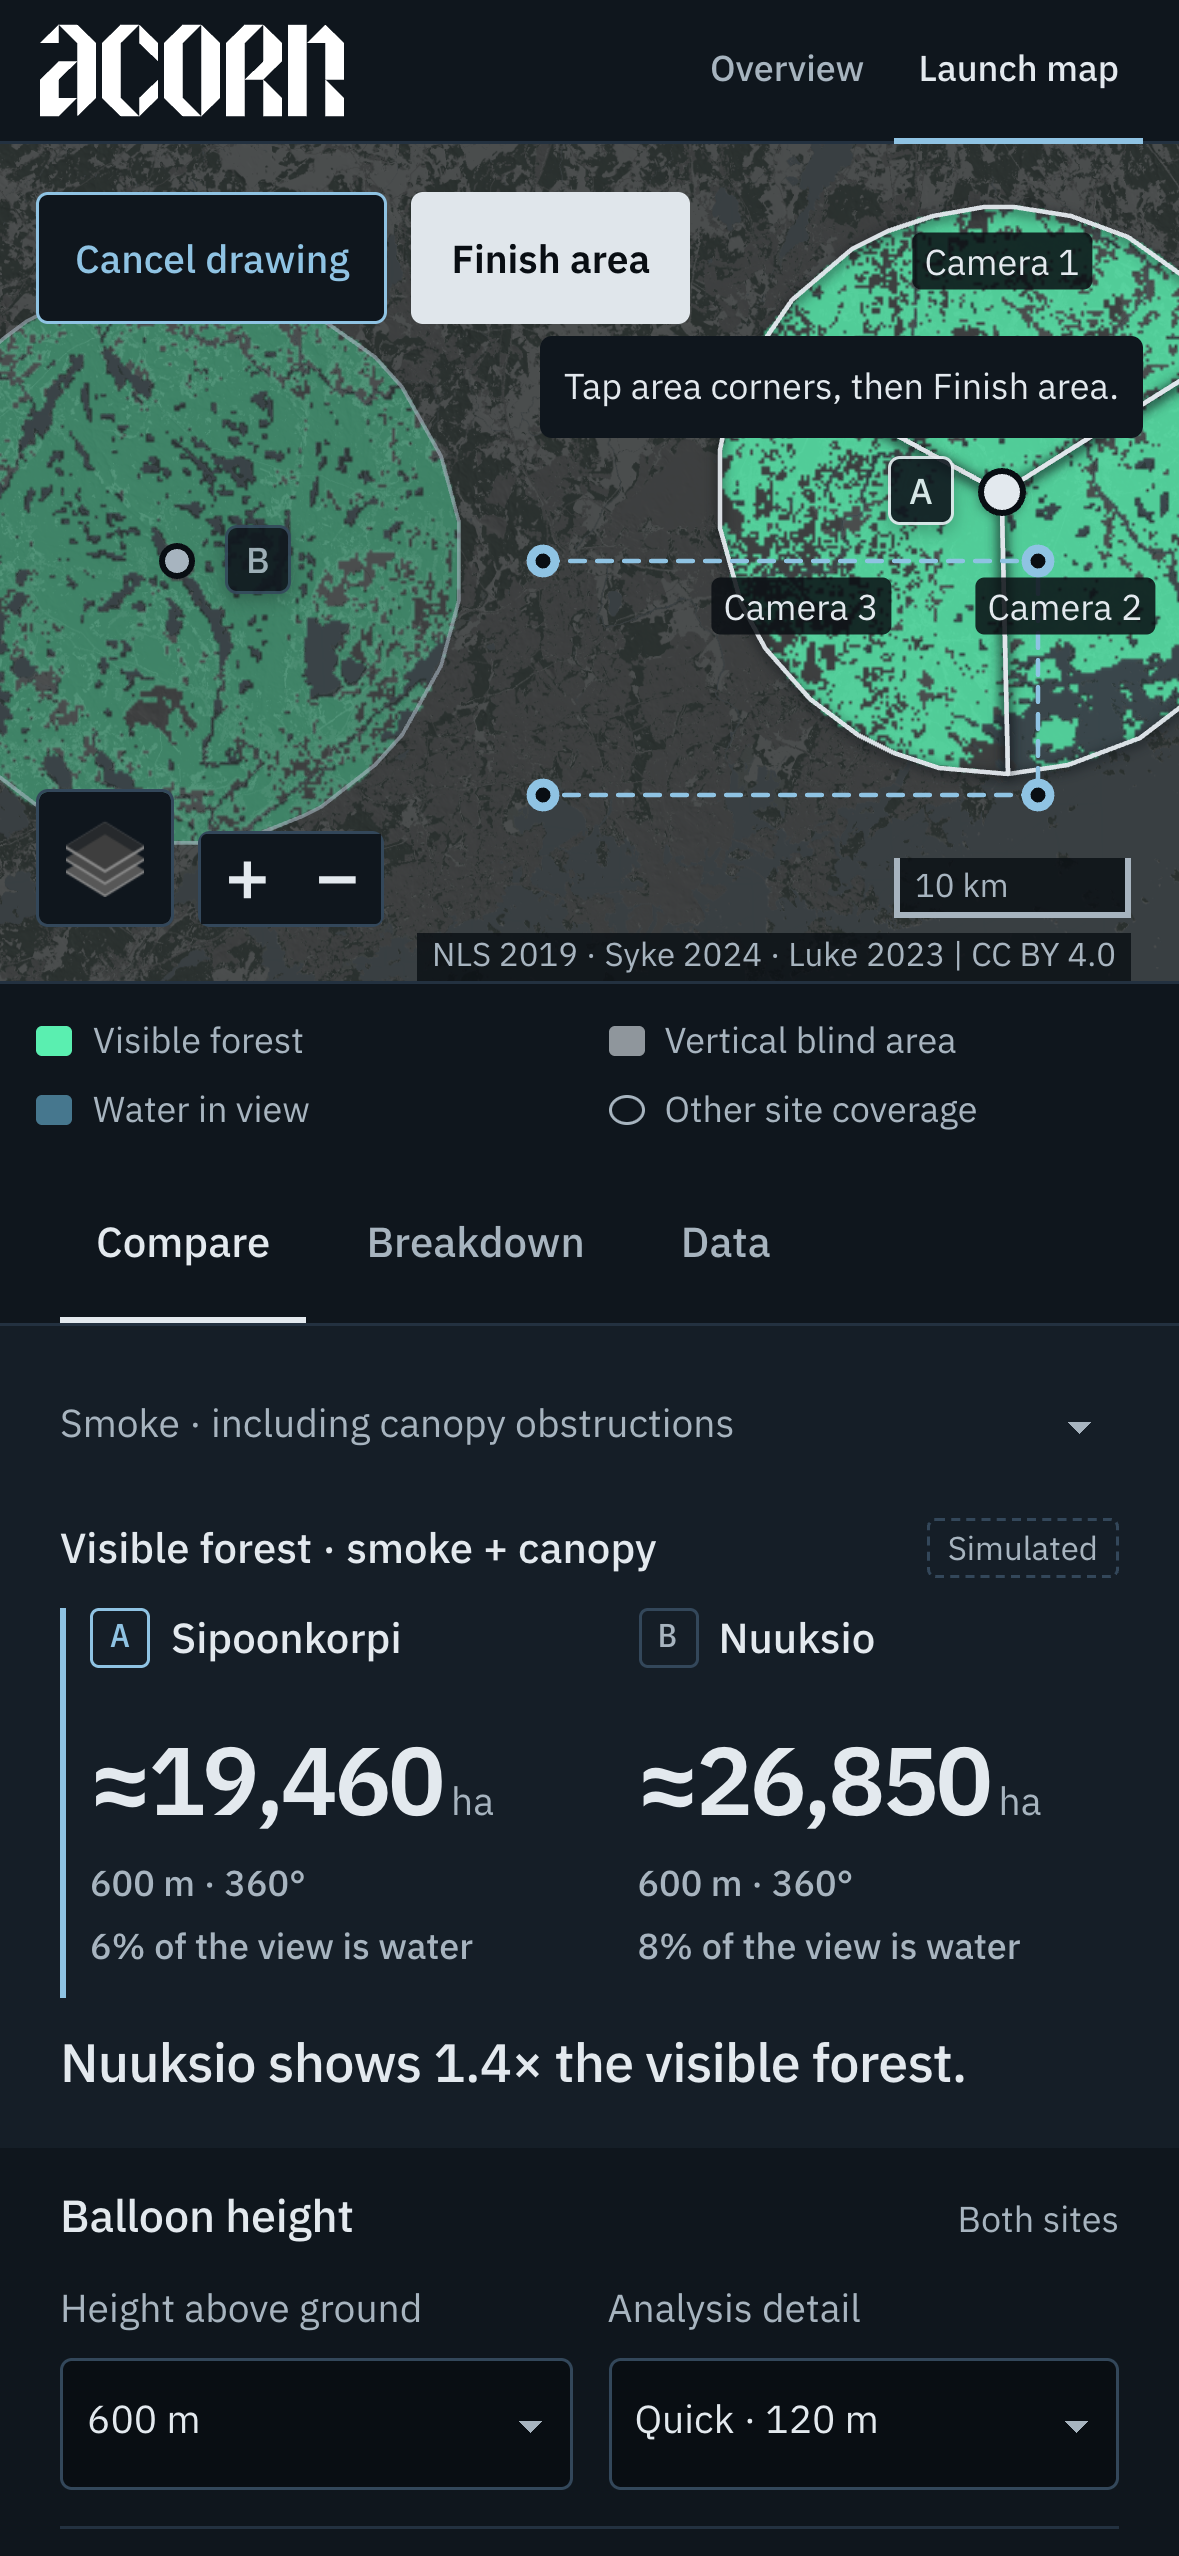 acorn
Overview
Launch map
Cancel drawing
Finish area
Camera 1
Tap area corners, then Finish area.
A
B
Camera 3
Camera 2
+ −
10 km
NLS 2019 · Syke 2024 · Luke 2023 | CC BY 4.0
Visible forest
Vertical blind area
Water in view
Other site coverage
Compare
Breakdown
Data
Smoke · including canopy obstructions
Visible forest · smoke + canopy
Simulated
A Sipoonkorpi
B Nuuksio
≈19,460 ha
≈26,850 ha
600 m · 360°
600 m · 360°
6% of the view is water
8% of the view is water
Nuuksio shows 1.4× the visible forest.
Balloon height
Both sites
Height above ground
Analysis detail
600 m
Quick · 120 m